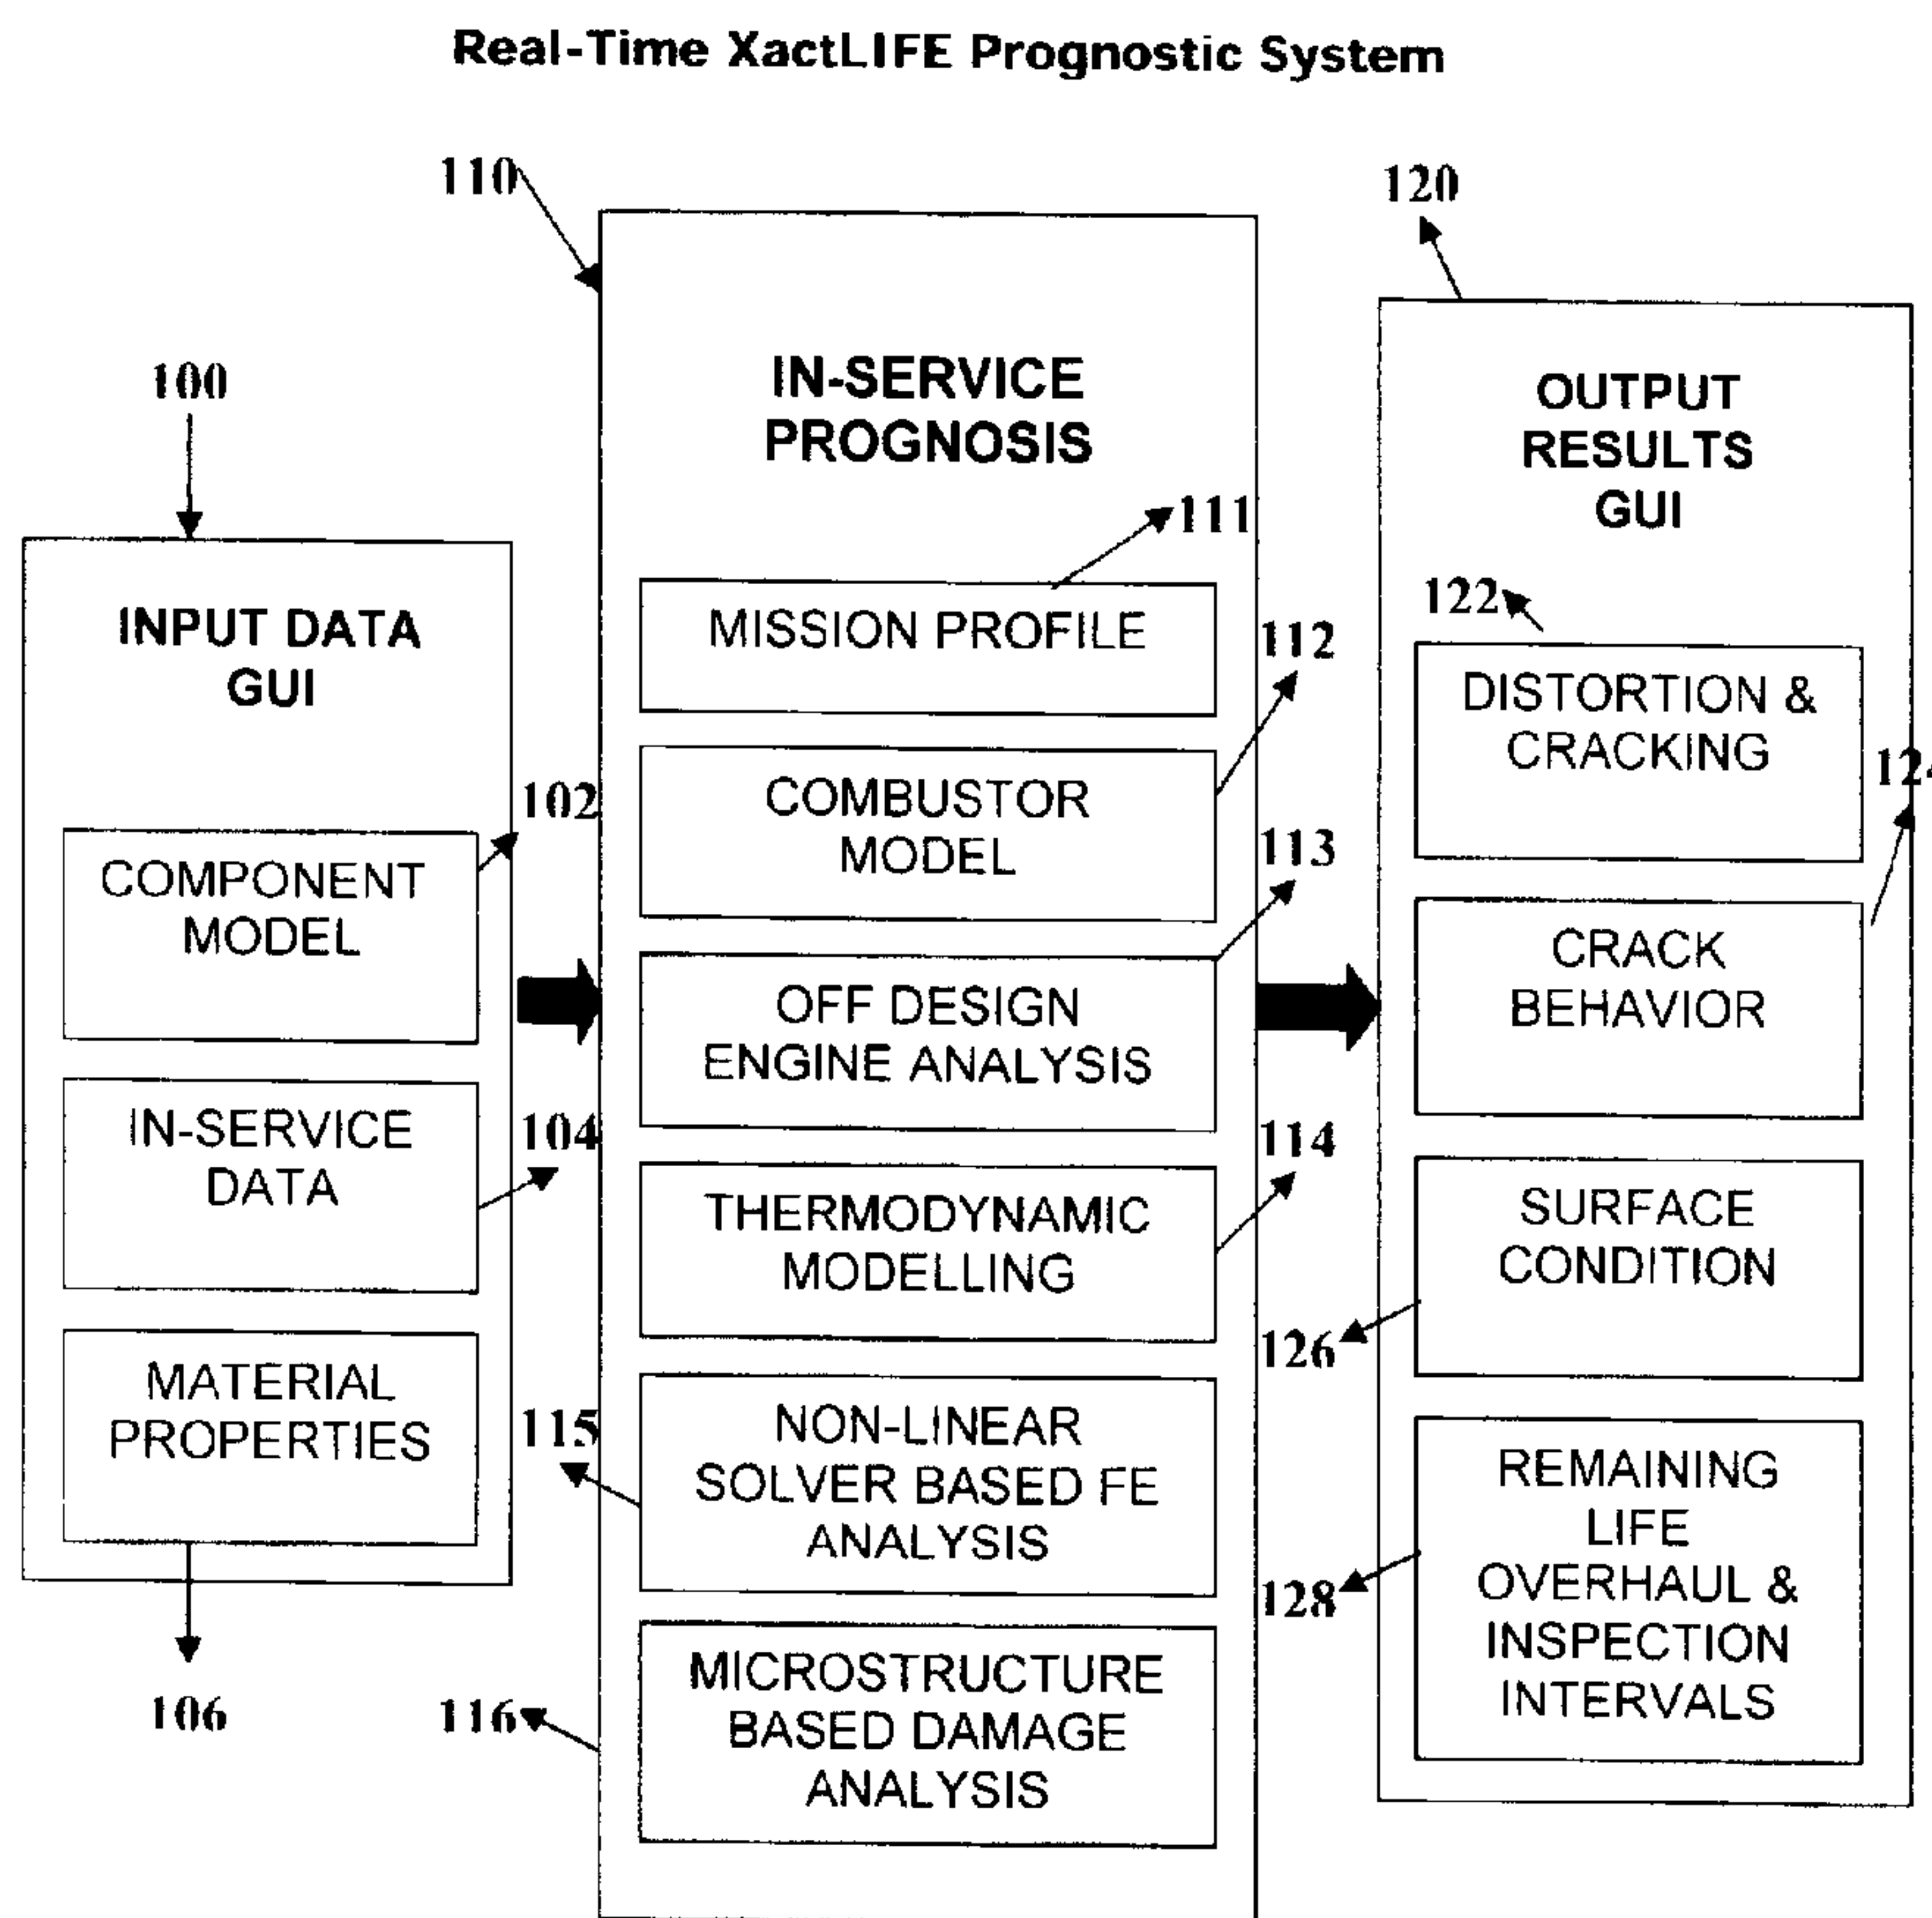 Real-Time XactLIFE Prognostic System
100
INPUT DATA
GUI
102
COMPONENT
MODEL
104
IN-SERVICE
DATA
MATERIAL
PROPERTIES
106
110
IN-SERVICE
PROGNOSIS
111
MISSION PROFILE
112
COMBUSTOR
MODEL
113
OFF DESIGN
ENGINE ANALYSIS
114
THERMODYNAMIC
MODELLING
115
NON-LINEAR
SOLVER BASED FE
ANALYSIS
116
MICROSTRUCTURE
BASED DAMAGE
ANALYSIS
120
OUTPUT
RESULTS
GUI
122
DISTORTION &
CRACKING
124
CRACK
BEHAVIOR
126
SURFACE
CONDITION
128
REMAINING
LIFE
OVERHAUL &
INSPECTION
INTERVALS